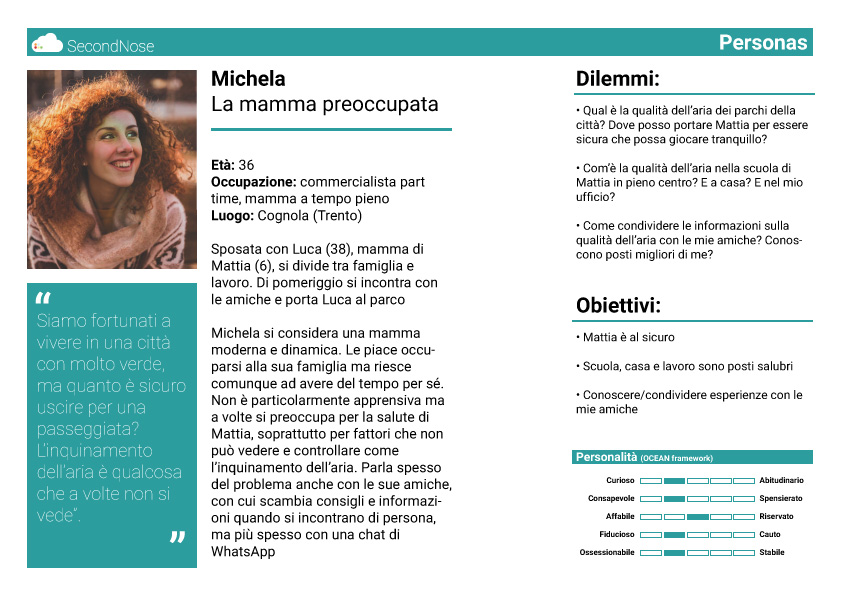 SecondNose
Personas
Michela
La mamma preoccupata
Età: 36
Occupazione: commercialista part
time, mamma a tempo pieno
Luogo: Cognola (Trento)
Sposata con Luca (38), mamma di
Mattia (6), si divide tra famiglia e
lavoro. Di pomeriggio si incontra con
le amiche e porta Luca al parco
Michela si considera una mamma
moderna e dinamica. Le piace occu-
parsi alla sua famiglia ma riesce
comunque ad avere del tempo per sé.
Non è particolarmente apprensiva ma
a volte si preoccupa per la salute di
Mattia, soprattutto per fattori che non
può vedere e controllare come
l'inquinamento dell'aria. Parla spesso
del problema anche con le sue amiche,
con cui scambia consigli e informazi-
oni quando si incontrano di persona,
ma più spesso con una chat di
WhatsApp
“
Siamo fortunati a
vivere in una città
con molto verde,
ma quanto è sicuro
uscire per una
passeggiata?
L'inquinamento
dell'aria è qualcosa
che a volte non si
vede”.
”
Dilemmi:
• Qual è la qualità dell'aria dei parchi della
città? Dove posso portare Mattia per essere
sicura che possa giocare tranquillo?
• Com'è la qualità dell'aria nella scuola di
Mattia in pieno centro? E a casa? E nel mio
ufficio?
• Come condividere le informazioni sulla
qualità dell'aria con le mie amiche? Conos-
cono posti migliori di me?
Obiettivi:
• Mattia è al sicuro
• Scuola, casa e lavoro sono posti salubri
• Conoscere/condividere esperienze con le
mie amiche
Personalità (OCEAN framework)
Curioso Abitudinario
Consapevole Spensierato
Affabile Riservato
Fiducioso Cauto
Ossessionabile Stabile